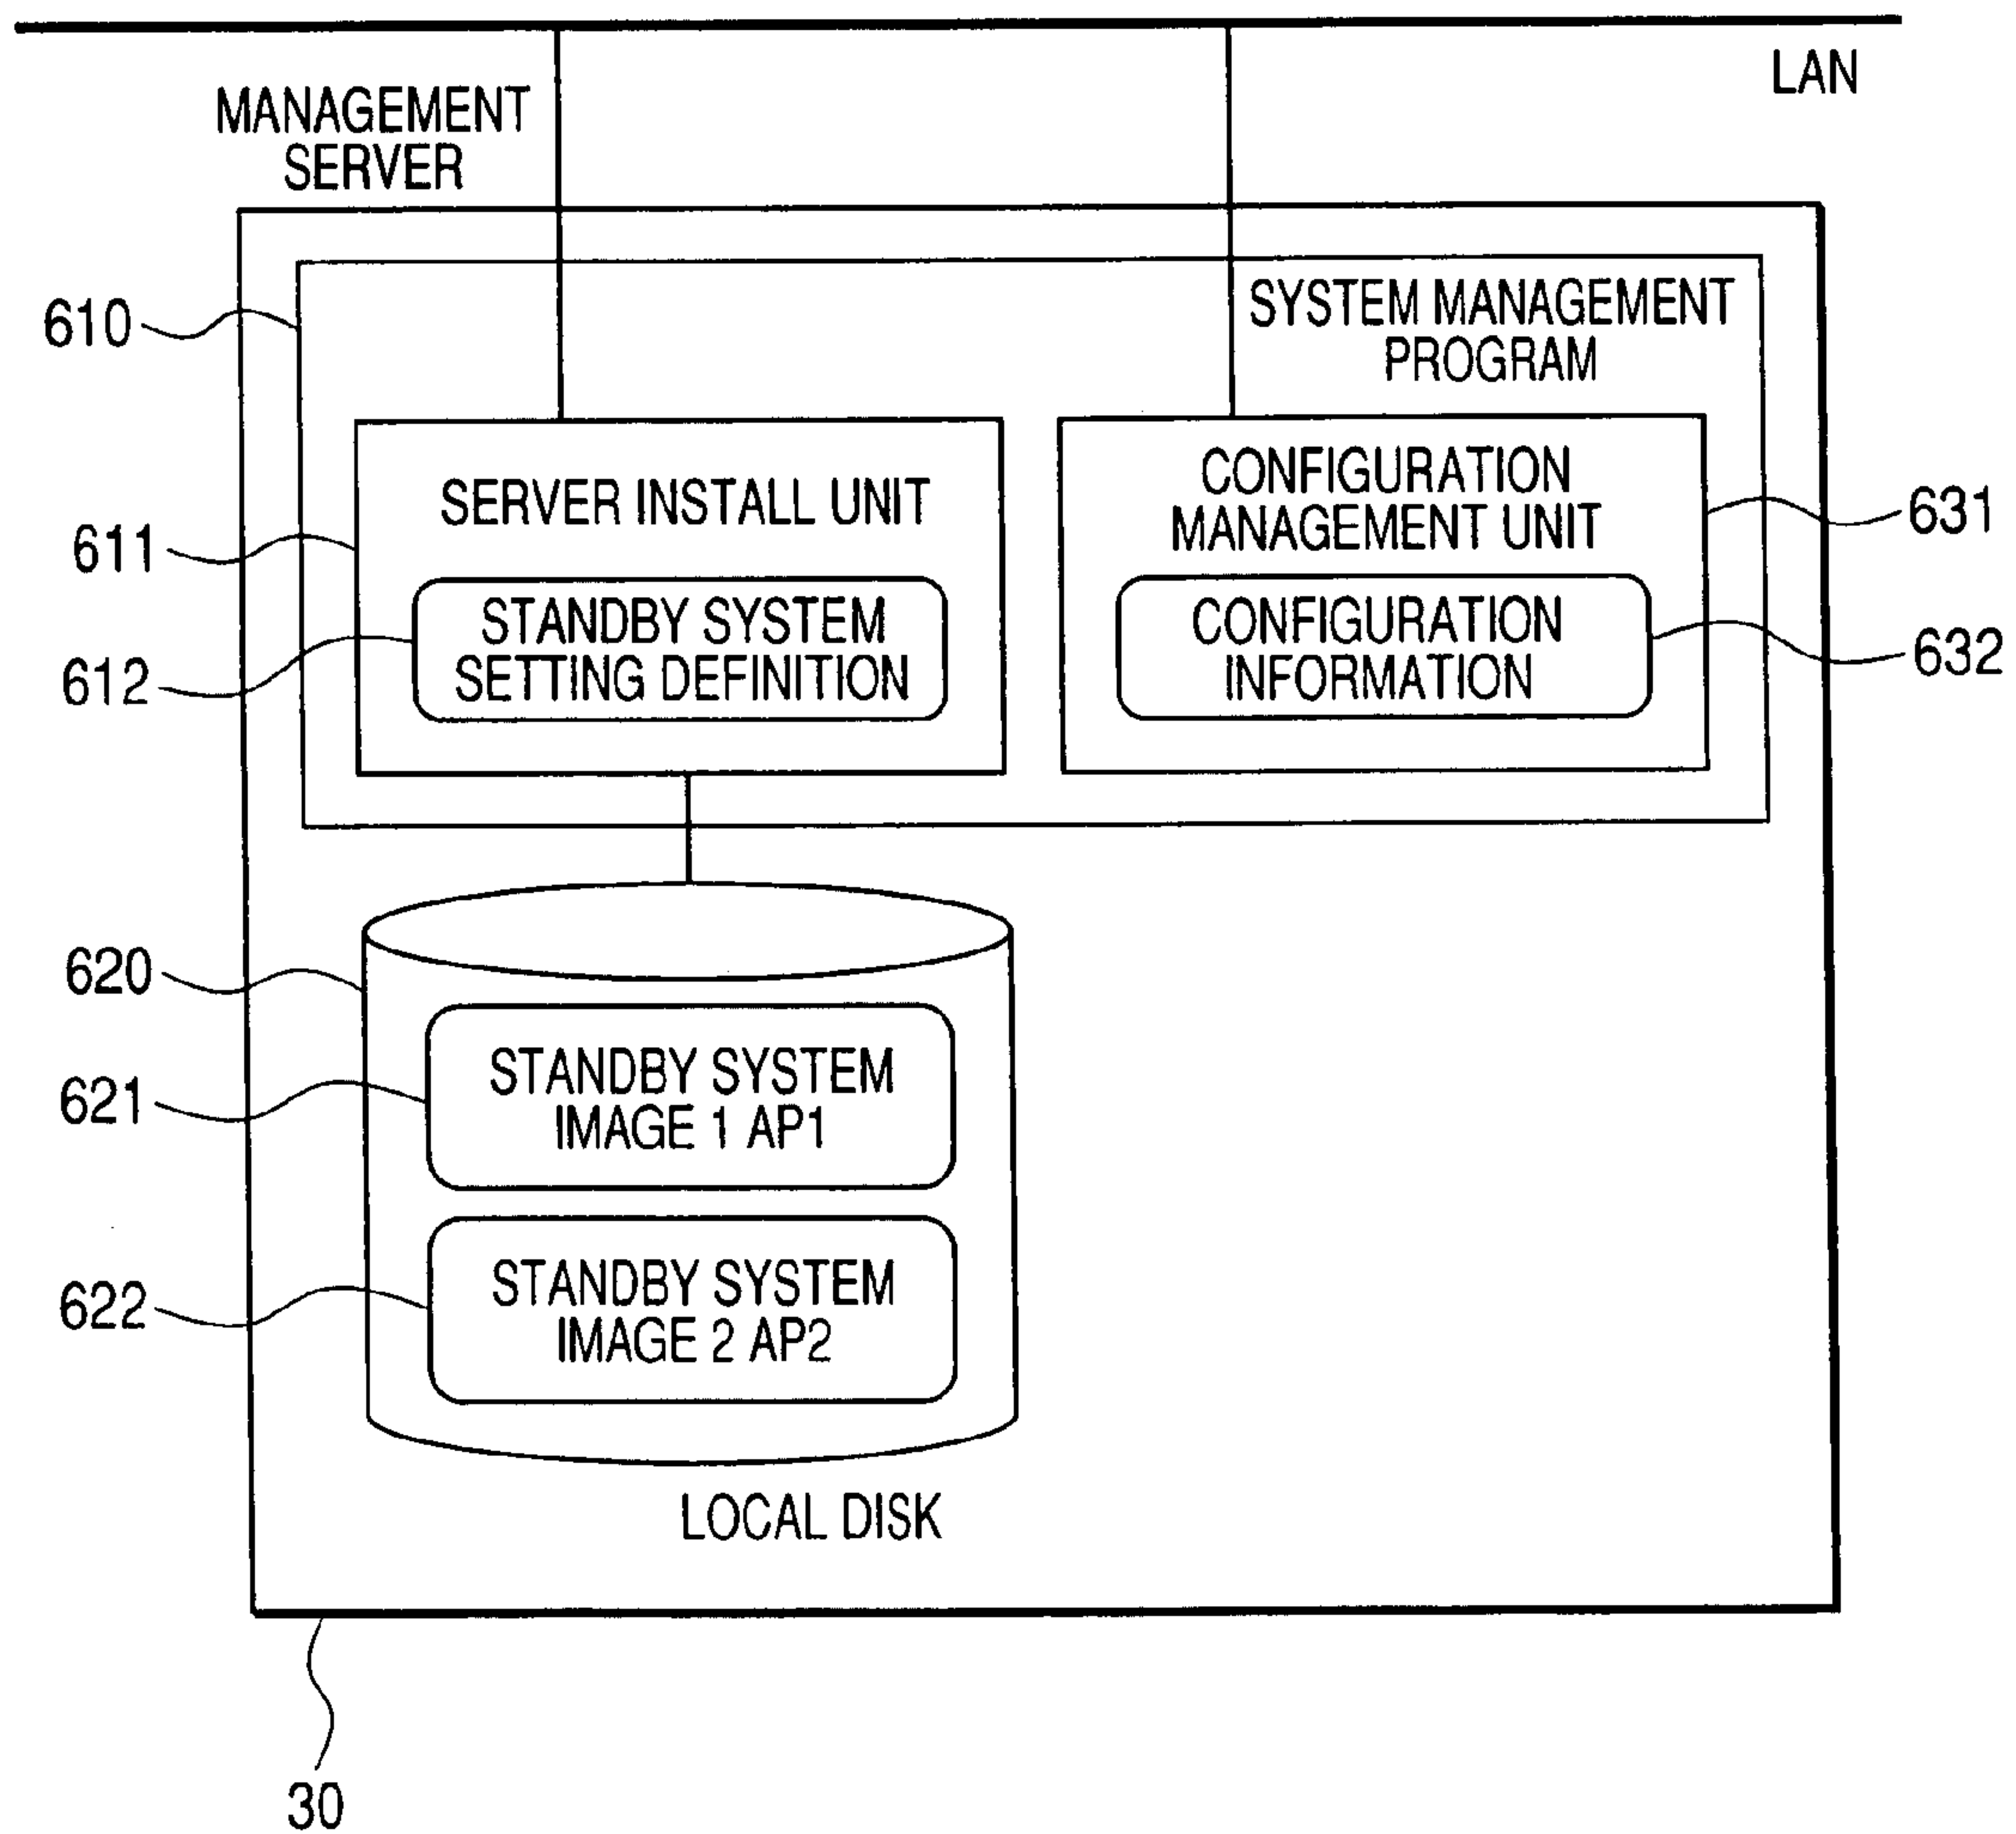 LAN
MANAGEMENT
SERVER
610
SYSTEM MANAGEMENT
PROGRAM
611
SERVER INSTALL UNIT
612
STANDBY SYSTEM
SETTING DEFINITION
CONFIGURATION
MANAGEMENT UNIT
631
CONFIGURATION
INFORMATION
632
620
621
STANDBY SYSTEM
IMAGE 1 AP1
622
STANDBY SYSTEM
IMAGE 2 AP2
LOCAL DISK
30